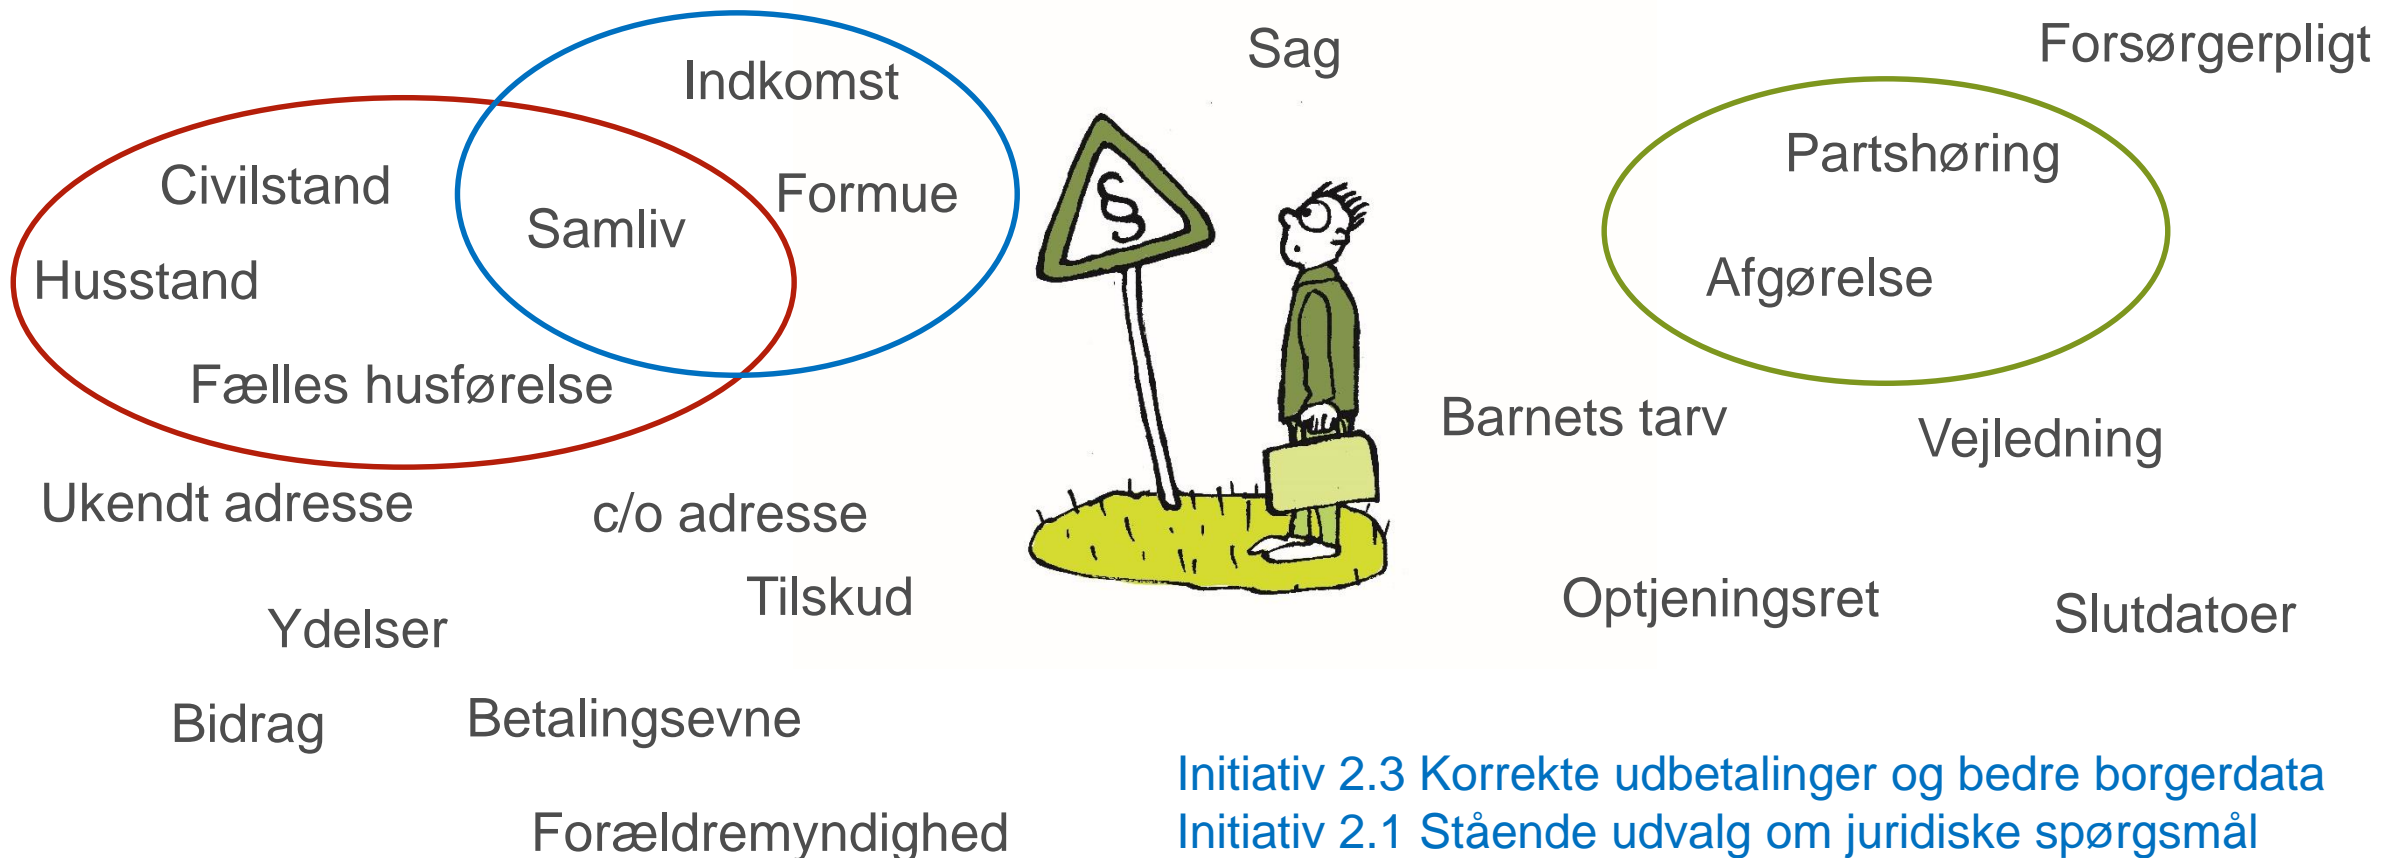 Sag
Forsørgerpligt
Indkomst
Partshøring
Civilstand
Formue
Samliv
§
Husstand
Afgørelse
Fælles husførelse
Barnets tarv
Vejledning
Ukendt adresse
c/o adresse
Tilskud
Optjeningsret
Slutdatoer
Ydelser
Bidrag
Betalingsevne
Initiativ 2.3 Korrekte udbetalinger og bedre borgerdata
Forældremyndighed
Initiativ 2.1 Stående udvalg om juridiske spørgsmål